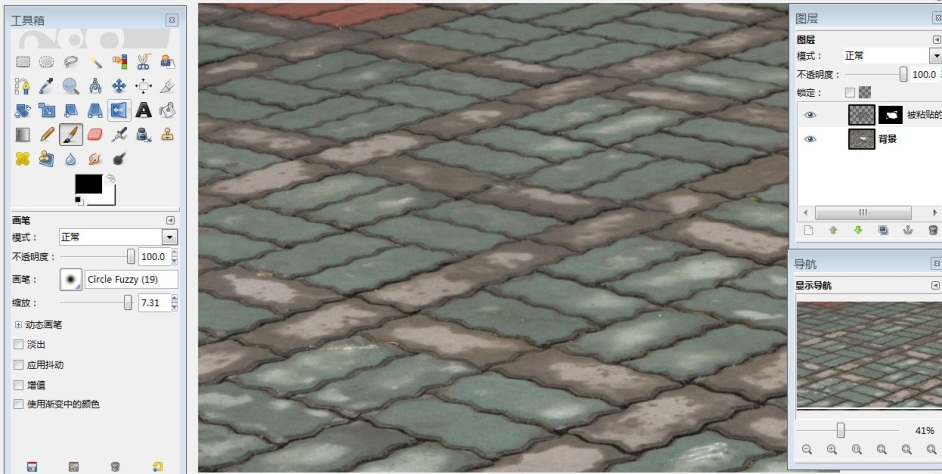 工具箱
画笔
模式：
正常
不透明度：
100.0
画笔：
Circle Fuzzy (19)
缩放：
7.31
动态画笔
淡出
应用抖动
增值
使用渐变中的颜色
图层
图层
模式：
正常
不透明度：
100.0
锁定：
被粘贴的
背景
导航
显示导航
41%